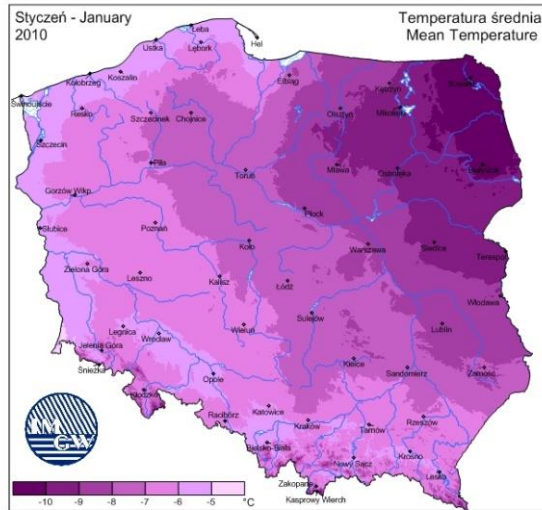 Styczeń - January
2010
Temperatura średnia
Mean Temperature
Łeba
Ustka
Lębork
Hel
Koszalin
Kołobrzeg
Świnoujście
Resko
Szczecinek
Chojnice
Elbląg
Kętrzyn
Olsztyn
Mikołajki
Suwałki
Szczecin
Piła
Toruń
Mława
Ostrołęka
Białystok
Gorzów Wlkp.
Płock
Słubice
Poznań
Koło
Warszawa
Siedlce
Terespol
Zielona Góra
Leszno
Kalisz
Łódź
Sulejów
Włodawa
Legnica
Wrocław
Wieluń
Lublin
Jelenia Góra
Śnieżka
Kielce
Sandomierz
Zamość
Kłodzko
Opole
Racibórz
Katowice
Kraków
Tarnów
Rzeszów
Bielsko-Biała
Nowy Sącz
Krosno
Lesko
Zakopane
Kasprowy Wierch
IM
GW
-10 -9 -8 -7 -6 -5 °C